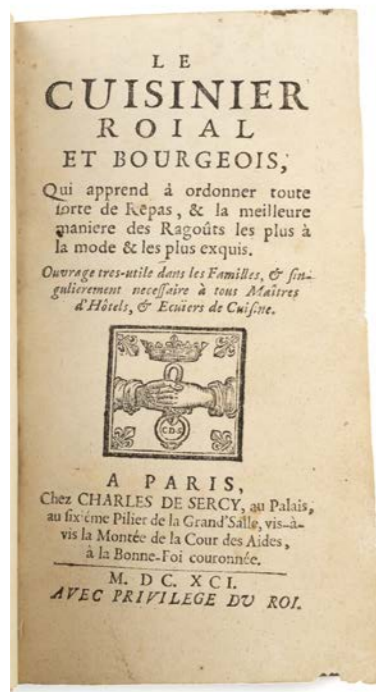 LE
CUISINIER
ROIAL
ET BOURGEOIS,
Qui apprend à ordonner toute
sorte de Repas, & la meilleure
maniere des Ragoûts les plus à
la mode & les plus exquis.
Ouvrage tres-utile dans les Familles, & sin-
gulierement necessaire à tous Maîtres
d'Hôtels, & Ecuïers de Cuisine.
CDS
A PARIS,
Chez CHARLES DE SERCY, au Palais,
au sixiéme Pilier de la Grand'Salle, vis-à-
vis la Montée de la Cour des Aides,
à la Bonne-Foi couronnée.
M. DC. XCI.
AVEC PRIVILEGE DU ROI.